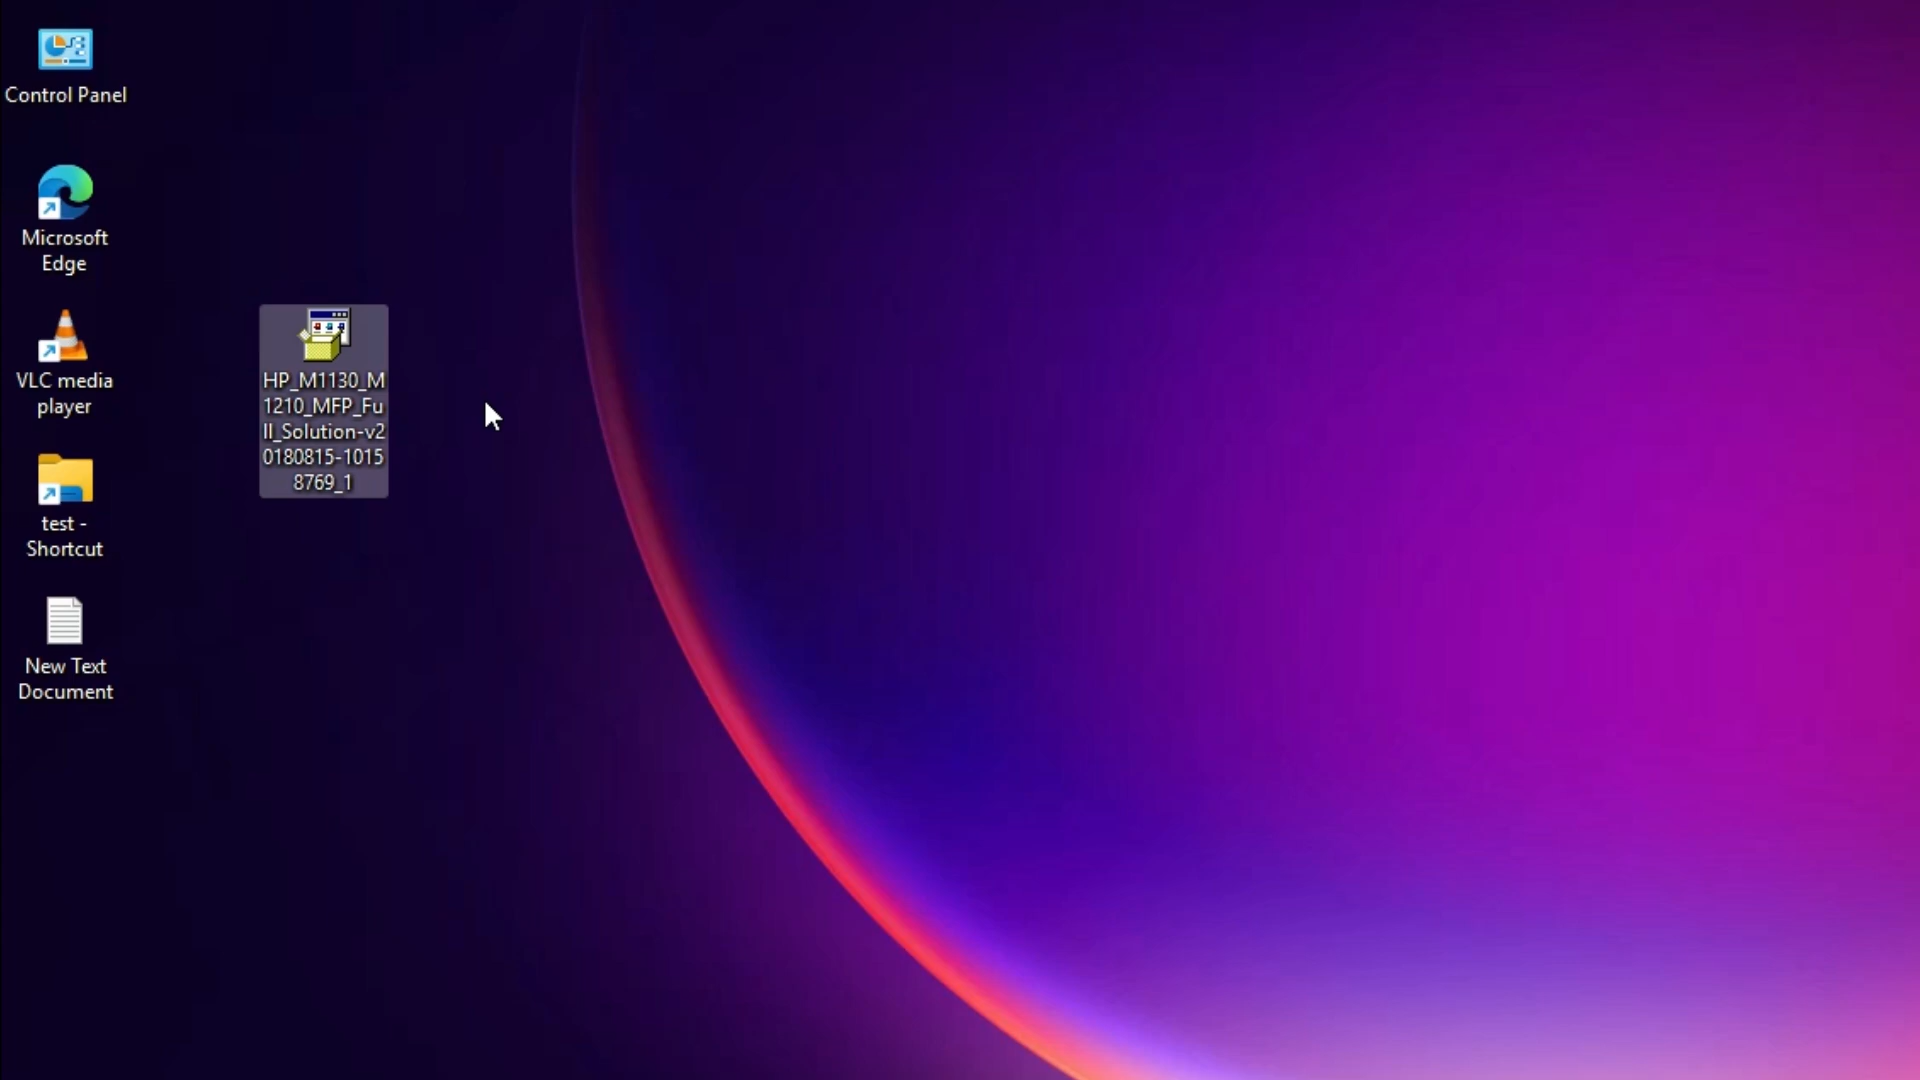 Control Panel
Microsoft
Edge
VLC media
player
test -
Shortcut
New Text
Document
HP_M1130_M
1210_MFP_Fu
ll_Solution-v2
0180815-1015
8769_1